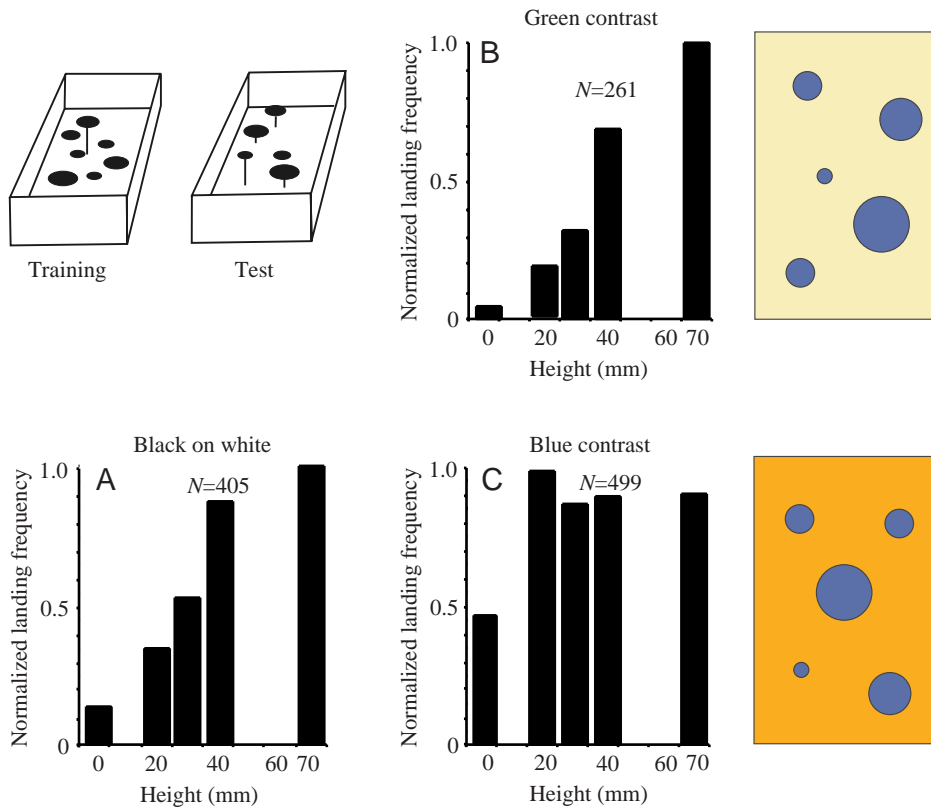 Training
Test
Green contrast
B
N=261
Normalized landing frequency
1.0
0.5
0
0 20 40 60 70
Height (mm)
Black on white
A
N=405
Normalized landing frequency
1.0
0.5
0
0 20 40 60 70
Height (mm)
Blue contrast
C
N=499
Normalized landing frequency
1.0
0.5
0
0 20 40 60 70
Height (mm)